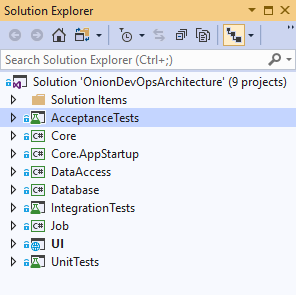 Solution Explorer
Search Solution Explorer (Ctrl+;)
Solution 'OnionDevOpsArchitecture' (9 projects)
Solution Items
AcceptanceTests
C# Core
C# Core.AppStartup
C# DataAccess
C# Database
IntegrationTests
C# Job
UI
UnitTests